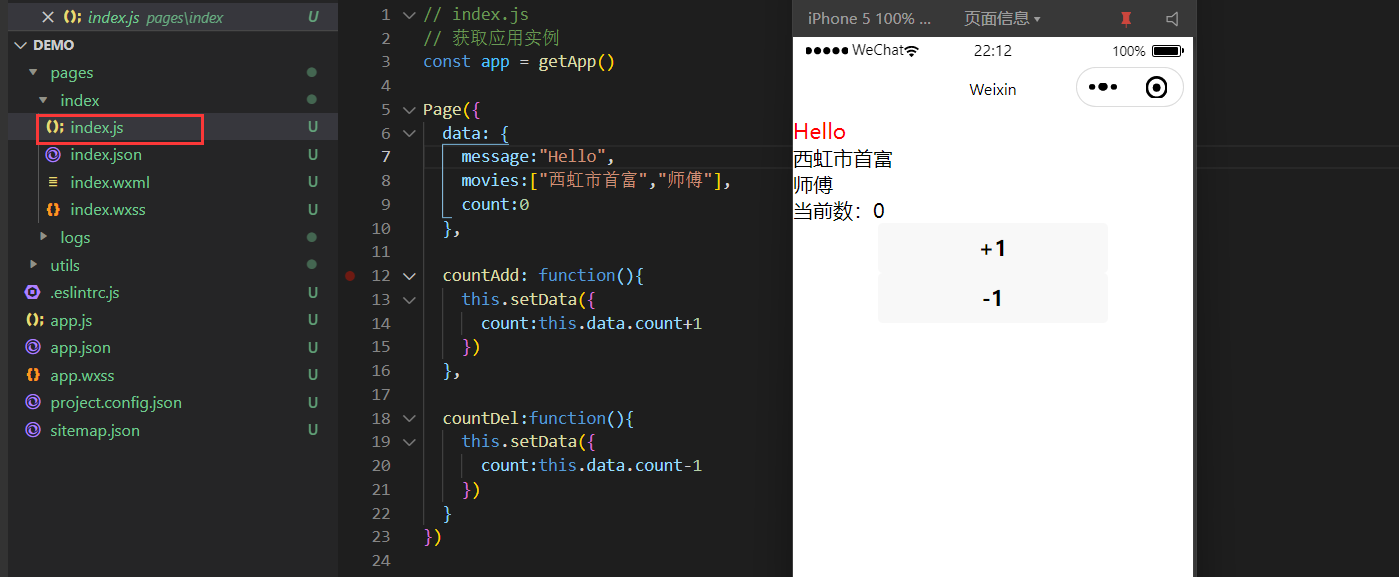 index.js pages\index U
DEMO
pages
index
index.js U
index.json U
index.wxml U
index.wxss U
logs
utils
.eslintrc.js U
app.js U
app.json U
app.wxss U
project.config.json U
sitemap.json U
1 // index.js
2 // 获取应用实例
3 const app = getApp()
4
5 Page({
6 data: {
7 message:"Hello",
8 movies:["西虹市首富","师傅"],
9 count:0
10 },
11
12 countAdd: function(){
13 this.setData({
14 count:this.data.count+1
15 })
16 },
17
18 countDel:function(){
19 this.setData({
20 count:this.data.count-1
21 })
22 }
23 })
24
iPhone 5 100% ... 页面信息
WeChat 22:12 100%
Weixin
Hello
西虹市首富
师傅
当前数：0
+1
-1